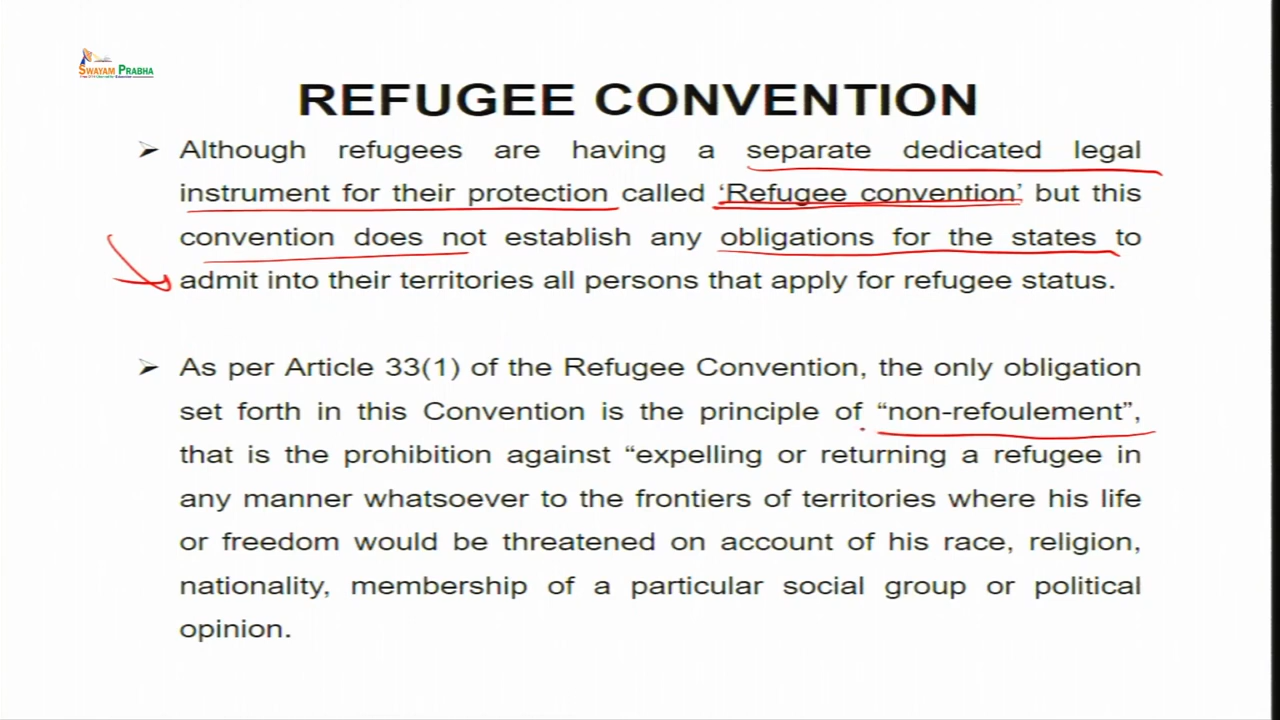 SWAYAM PRABHA
REFUGEE CONVENTION
➢ Although refugees are having a separate dedicated legal
instrument for their protection called ‘Refugee convention’ but this
convention does not establish any obligations for the states to
admit into their territories all persons that apply for refugee status.
➢ As per Article 33(1) of the Refugee Convention, the only obligation
set forth in this Convention is the principle of “non-refoulement”,
that is the prohibition against “expelling or returning a refugee in
any manner whatsoever to the frontiers of territories where his life
or freedom would be threatened on account of his race, religion,
nationality, membership of a particular social group or political
opinion.